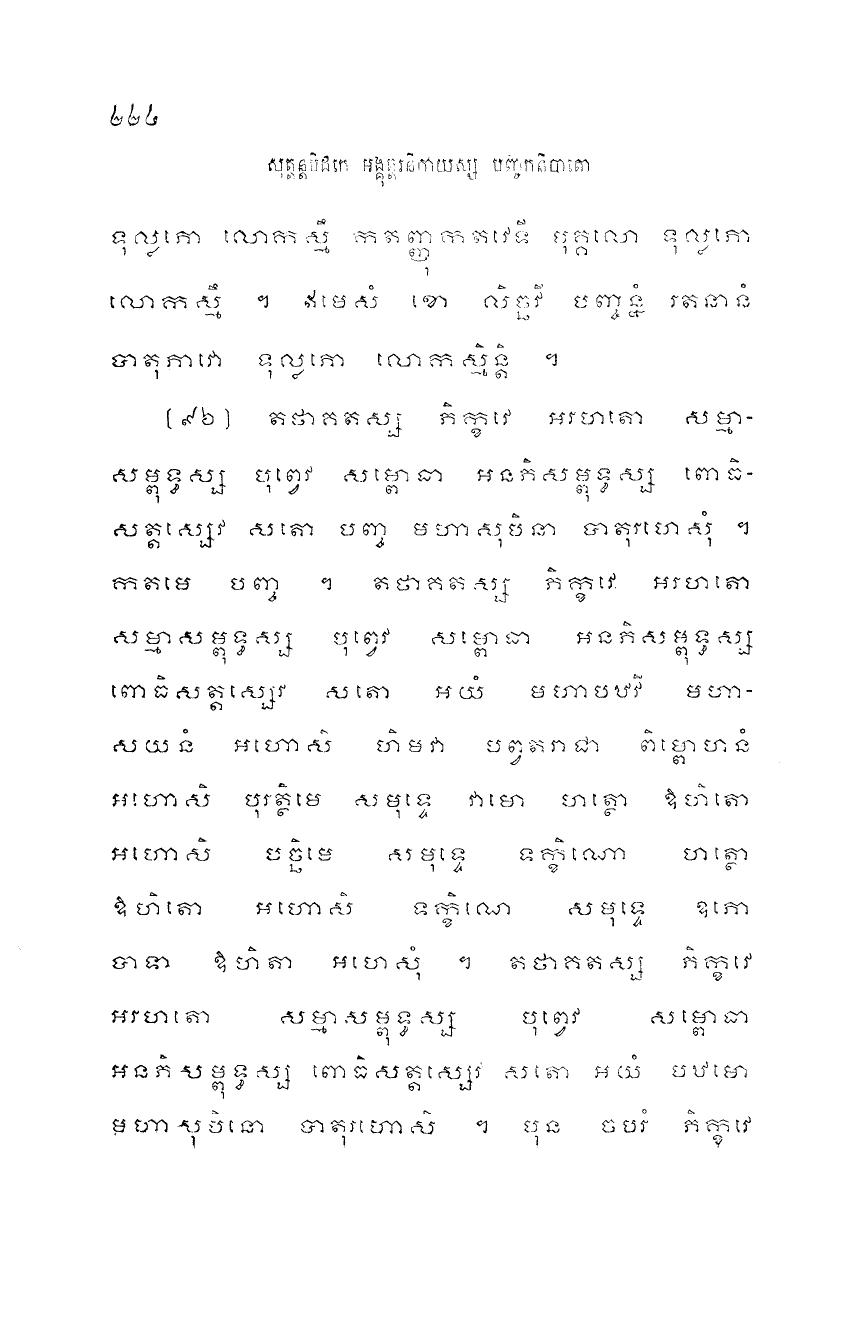 ២២៤
សុត្តន្តបិដកេ អង្គុត្តរនិកាយស្ស បញ្ចកនិបាតោ
ទុល្លភោ លោកស្មឹ កតញ្ញុកតវេទី បុគ្គលោ ទុល្លភោ
លោកស្មឹ ។ ឥមេសំ ខោ លិច្ឆវី បញ្ចន្នំ រតនានំ
បាតុភាវោ ទុល្លភោ លោកស្មិន្តិ ។
(៩៦) តថាគតស្ស ភិក្ខវេ អរហតោ សម្មា-
សម្ពុទ្ធស្ស បុព្វេវ សម្ពោធា អនភិសម្ពុទ្ធស្ស ពោធិ-
សត្តស្សេវ សតោ បញ្ច មហាសុបិនា បាតុរហេសុំ ។
កតមេ បញ្ច ។ តថាគតស្ស ភិក្ខវេ អរហតោ
សម្មាសម្ពុទ្ធស្ស បុព្វេវ សម្ពោធា អនភិសម្ពុទ្ធស្ស
ពោធិសត្តស្សេវ សតោ អយំ មហាបឋវី មហា-
សយនំ អហោសិ ហិមវា បព្វតរាជា ពិម្ពោហនំ
អហោសិ បុរត្ថិមេ សមុទ្ទេ វាមោ ហត្ថោ ឱហិតោ
អហោសិ បច្ឆិមេ សមុទ្ទេ ទក្ខិណោ ហត្ថោ
ឱហិតោ អហោសិ ទក្ខិណេ សមុទ្ទេ ឧភោ
បាទា ឱហិតា អហេសុំ ។ តថាគតស្ស ភិក្ខវេ
អរហតោ សម្មាសម្ពុទ្ធស្ស បុព្វេវ សម្ពោធា
អនភិសម្ពុទ្ធស្ស ពោធិសត្តស្សេវ សតោ អយំ បឋមោ
មហាសុបិនោ បាតុរហោសិ ។ បុន ចបរំ ភិក្ខវេ